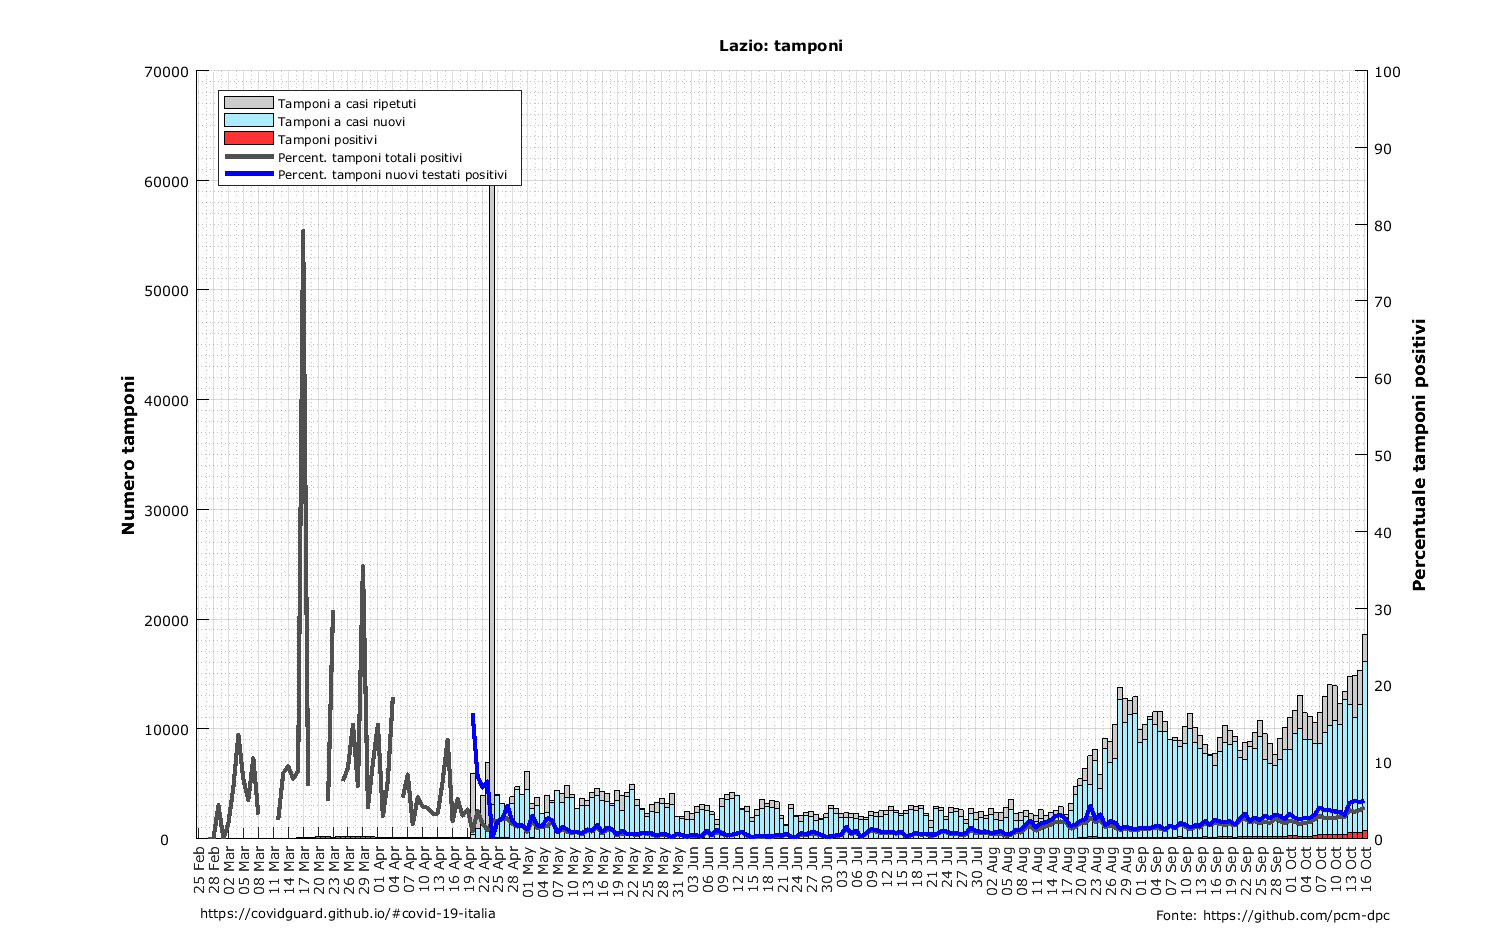 Lazio: tamponi
Tamponi a casi ripetuti
Tamponi a casi nuovi
Tamponi positivi
Percent. tamponi totali positivi
Percent. tamponi nuovi testati positivi
Numero tamponi
70000
60000
50000
40000
30000
20000
10000
0
Percentuale tamponi positivi
100
90
80
70
60
50
40
30
20
10
0
25 Feb
28 Feb
02 Mar
05 Mar
08 Mar
11 Mar
14 Mar
17 Mar
20 Mar
23 Mar
26 Mar
29 Mar
01 Apr
04 Apr
07 Apr
10 Apr
13 Apr
16 Apr
19 Apr
22 Apr
25 Apr
28 Apr
01 May
04 May
07 May
10 May
13 May
16 May
19 May
22 May
25 May
28 May
31 May
03 Jun
06 Jun
09 Jun
12 Jun
15 Jun
18 Jun
21 Jun
24 Jun
27 Jun
30 Jun
03 Jul
06 Jul
09 Jul
12 Jul
15 Jul
18 Jul
21 Jul
24 Jul
27 Jul
30 Jul
02 Aug
05 Aug
08 Aug
11 Aug
14 Aug
17 Aug
20 Aug
23 Aug
26 Aug
29 Aug
01 Sep
04 Sep
07 Sep
10 Sep
13 Sep
16 Sep
19 Sep
22 Sep
25 Sep
28 Sep
01 Oct
04 Oct
07 Oct
10 Oct
13 Oct
16 Oct
https://covidguard.github.io/#covid-19-italia
Fonte: https://github.com/pcm-dpc